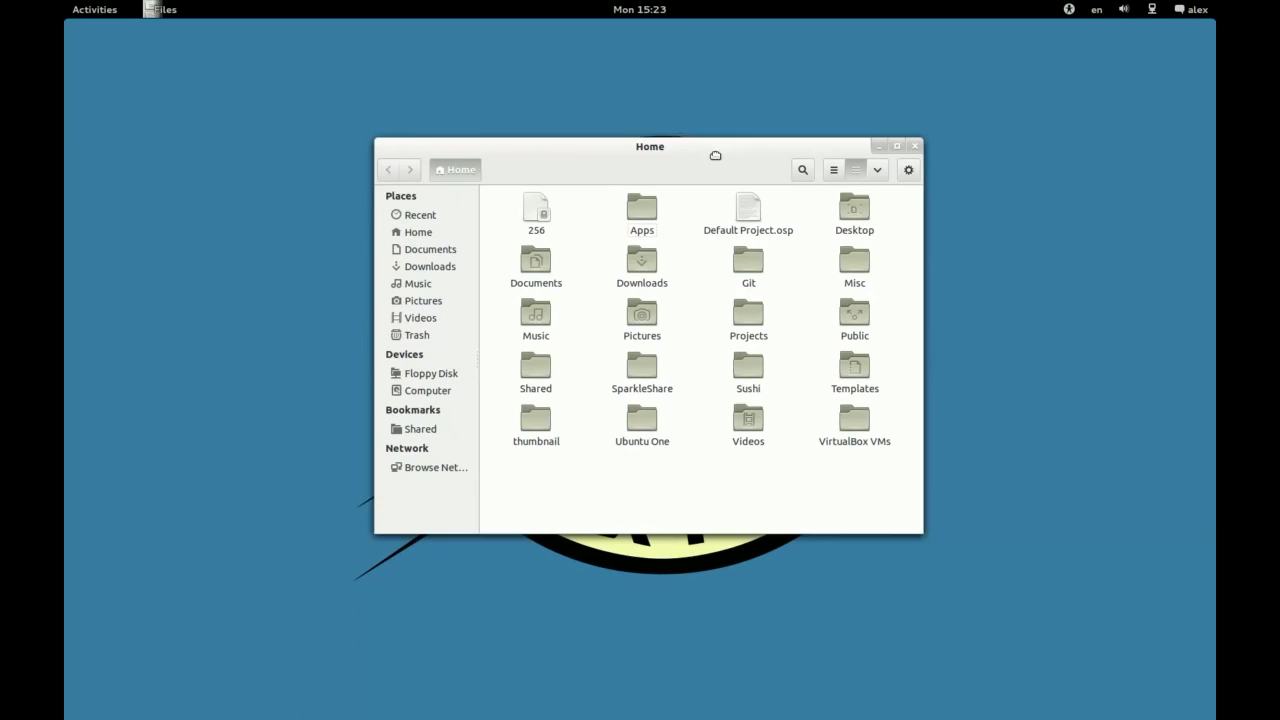 Activities Files Mon 15:23 en alex
Home
Home
Places
Recent
Home
Documents
Downloads
Music
Pictures
Videos
Trash
Devices
Floppy Disk
Computer
Bookmarks
Shared
Network
Browse Net...
256 Apps Default Project.osp Desktop
Documents Downloads Git Misc
Music Pictures Projects Public
Shared SparkleShare Sushi Templates
thumbnail Ubuntu One Videos VirtualBox VMs